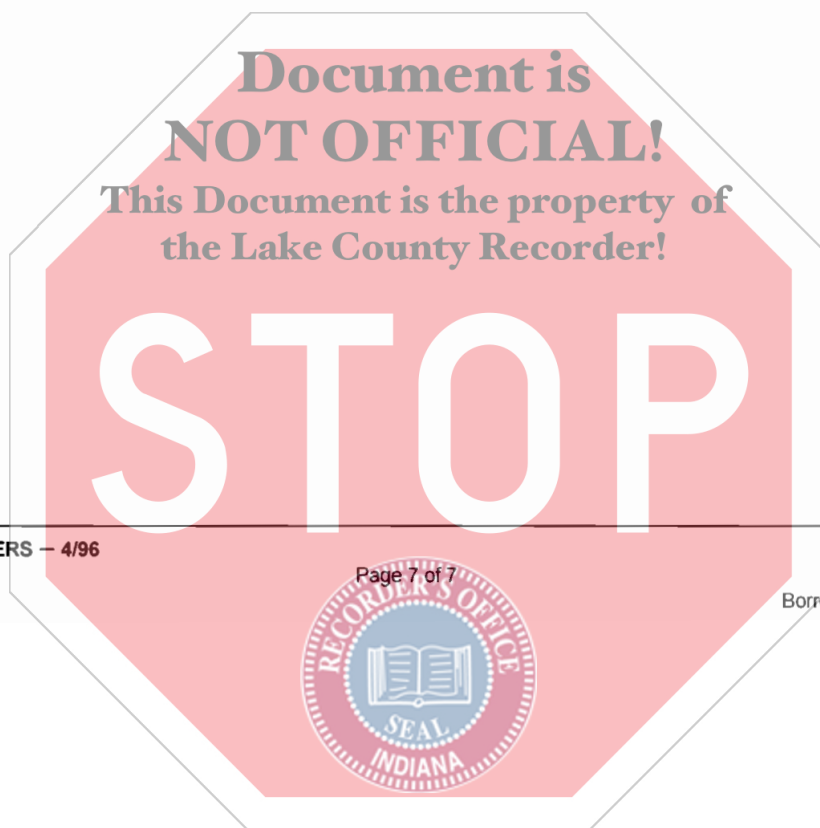 Document is
NOT OFFICIAL!
This Document is the property of
the Lake County Recorder!
STOP
ERS — 4/96
Page 7 of 7
Borr
RECORDER'S OFFICE
SEAL
INDIANA